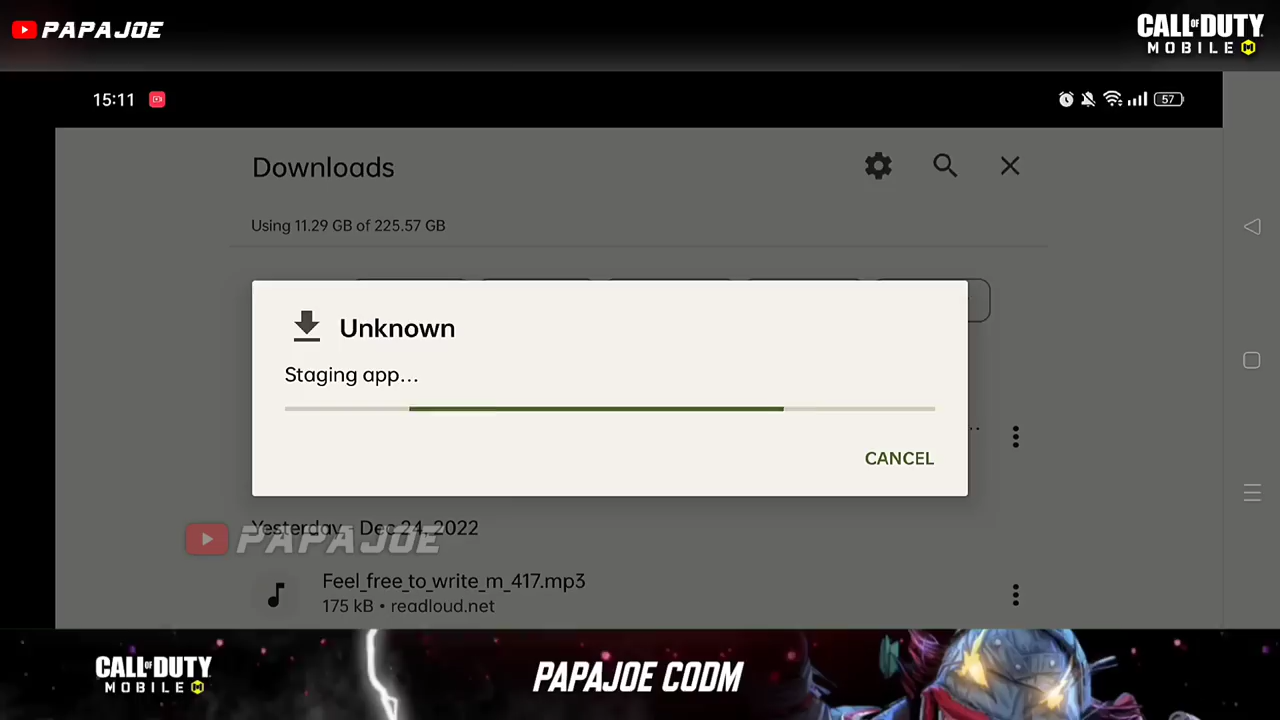 PAPAJOE
CALL OF DUTY
MOBILE
15:11
57
Downloads
Using 11.29 GB of 225.57 GB
Unknown
Staging app...
CANCEL
Yesterday - Dec 24, 2022
PAPAJOE
Feel_free_to_write_m_417.mp3
175 kB • readloud.net
CALL OF DUTY
MOBILE
PAPAJOE CODM